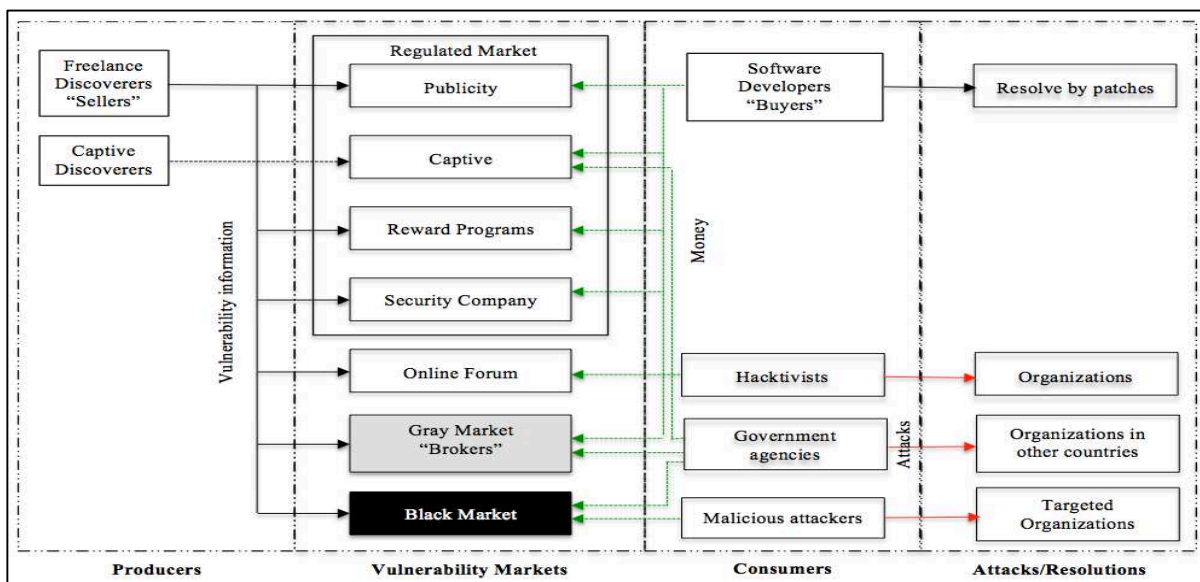 Freelance
Discoverers
“Sellers”
Captive
Discoverers
Vulnerability information
Regulated Market
Publicity
Captive
Reward Programs
Security Company
Online Forum
Gray Market
“Brokers”
Black Market
Money
Software
Developers
“Buyers”
Hacktivists
Government
agencies
Malicious attackers
Attacks
Resolve by patches
Organizations
Organizations in
other countries
Targeted
Organizations
Producers
Vulnerability Markets
Consumers
Attacks/Resolutions